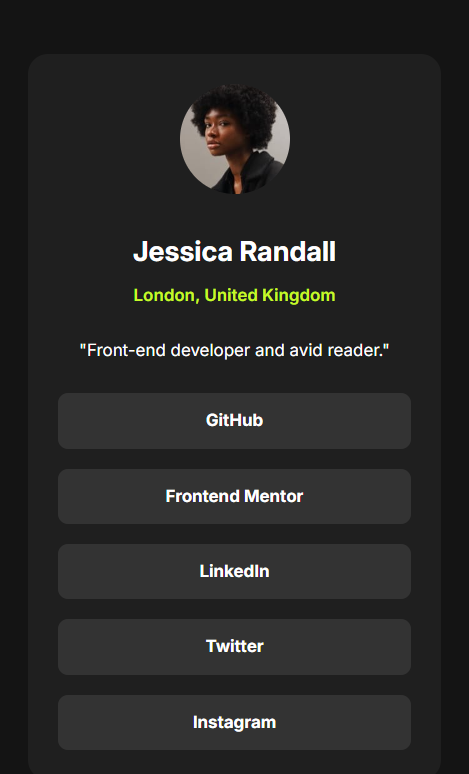 Jessica Randall
London, United Kingdom
"Front-end developer and avid reader."
GitHub
Frontend Mentor
LinkedIn
Twitter
Instagram